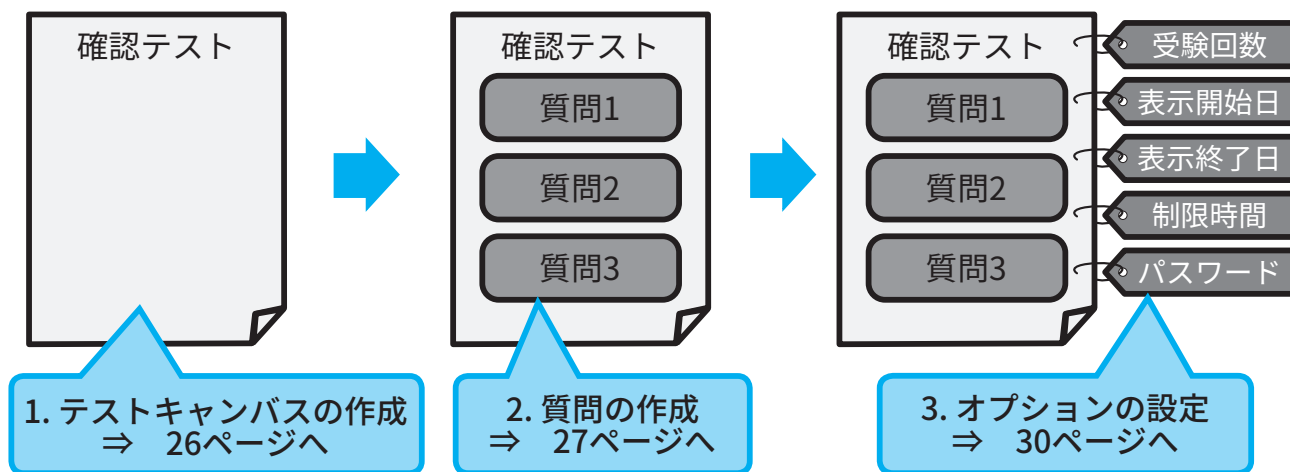 確認テスト
1. テストキャンバスの作成
⇒ 26ページへ
確認テスト
質問1
質問2
質問3
2. 質問の作成
⇒ 27ページへ
確認テスト
質問1
質問2
質問3
受験回数
表示開始日
表示終了日
制限時間
パスワード
3. オプションの設定
⇒ 30ページへ